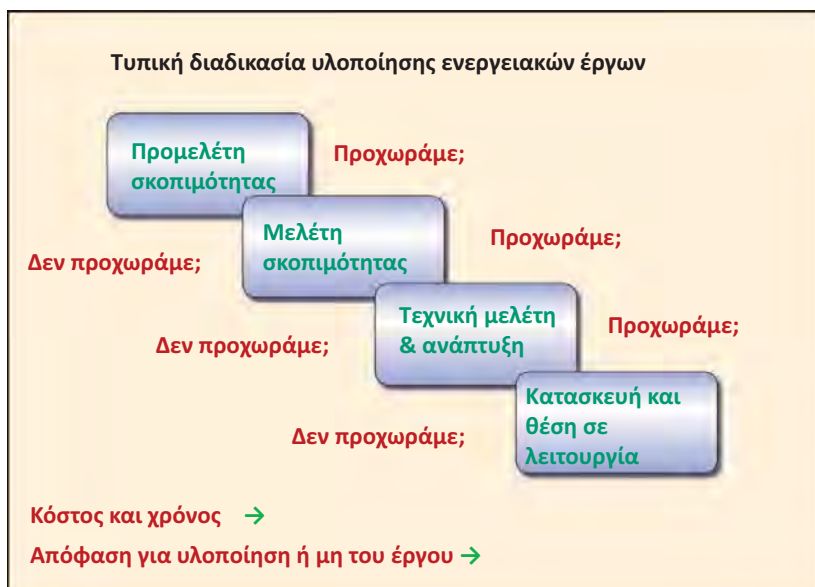 Τυπική διαδικασία υλοποίησης ενεργειακών έργων
Προμελέτη
σκοπιμότητας
Προχωράμε;
Μελέτη
σκοπιμότητας
Προχωράμε;
Δεν προχωράμε;
Τεχνική μελέτη
& ανάπτυξη
Προχωράμε;
Δεν προχωράμε;
Κατασκευή και
θέση σε
λειτουργία
Δεν προχωράμε;
Κόστος και χρόνος →
Απόφαση για υλοποίηση ή μη του έργου →